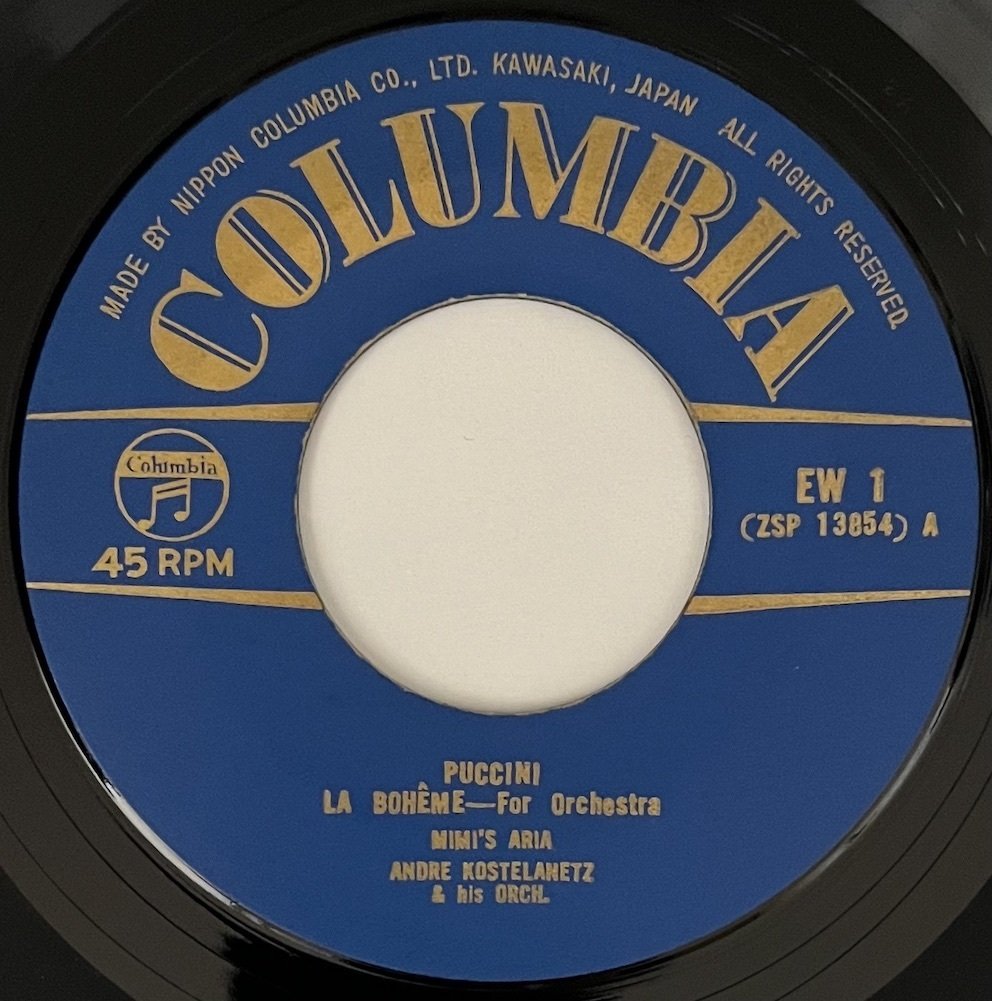 MADE BY NIPPON COLUMBIA CO., LTD. KAWASAKI, JAPAN ALL RIGHTS RESERVED.
COLUMBIA
Columbia
45 RPM
EW 1
(ZSP 13854) A
PUCCINI
LA BOHÊME—For Orchestra
MIMI'S ARIA
ANDRE KOSTELANETZ
& his ORCH.